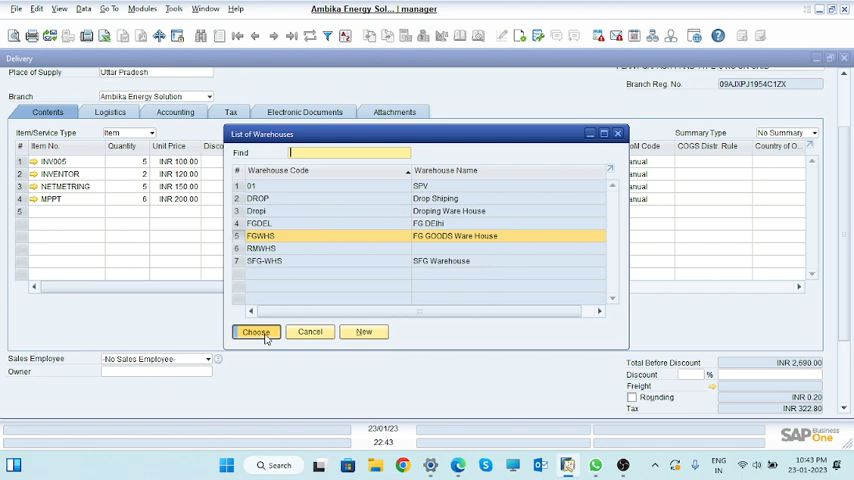 File Edit View Data Go To Modules Tools Window Help Ambika Energy Sol... I manager
Delivery
Place of Supply Uttar Pradesh
Branch Reg. No. 09AJXPJ1954C1ZX
Branch Ambika Energy Solution
Contents Logistics Accounting Tax Electronic Documents Attachments
Item/Service Type Item Summary Type No Summary
# Item No. Quantity Unit Price Disco oM Code COGS Distr. Rule Country of O...
1 INV005 5 INR 100.00 anual
2 INVENTOR 2 INR 120.00 anual
3 NETMETRING 5 INR 150.00 anual
4 MPPT 6 INR 200.00 anual
5
List of Warehouses
Find
# Warehouse Code Warehouse Name
1 01 SPV
2 DROP Drop Shiping
3 Dropi Droping Ware House
4 FGDEL FG DElhi
5 FGWHS FG GOODS Ware House
6 RMWHS
7 SFG-WHS SFG Warehouse
Choose Cancel New
Sales Employee -No Sales Employee-
Owner
Total Before Discount INR 2,690.00
Discount %
Freight
Rounding INR 0.20
Tax INR 322.80
23/01/23
22:43
SAP Business One
Search
ENG
IN
10:43 PM
23-01-2023